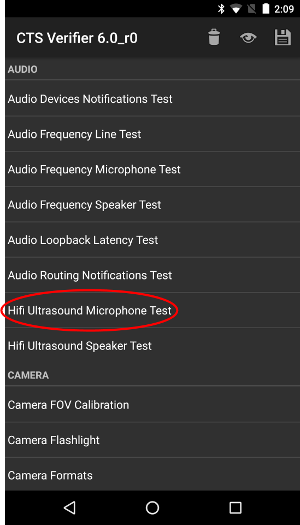 2:09
CTS Verifier 6.0_r0
AUDIO
Audio Devices Notifications Test
Audio Frequency Line Test
Audio Frequency Microphone Test
Audio Frequency Speaker Test
Audio Loopback Latency Test
Audio Routing Notifications Test
Hifi Ultrasound Microphone Test
Hifi Ultrasound Speaker Test
CAMERA
Camera FOV Calibration
Camera Flashlight
Camera Formats